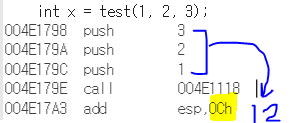 int x = test(1, 2, 3);
004E1798 push 3
004E179A push 2
004E179C push 1
004E179E call 004E1118
004E17A3 add esp,0Ch
12